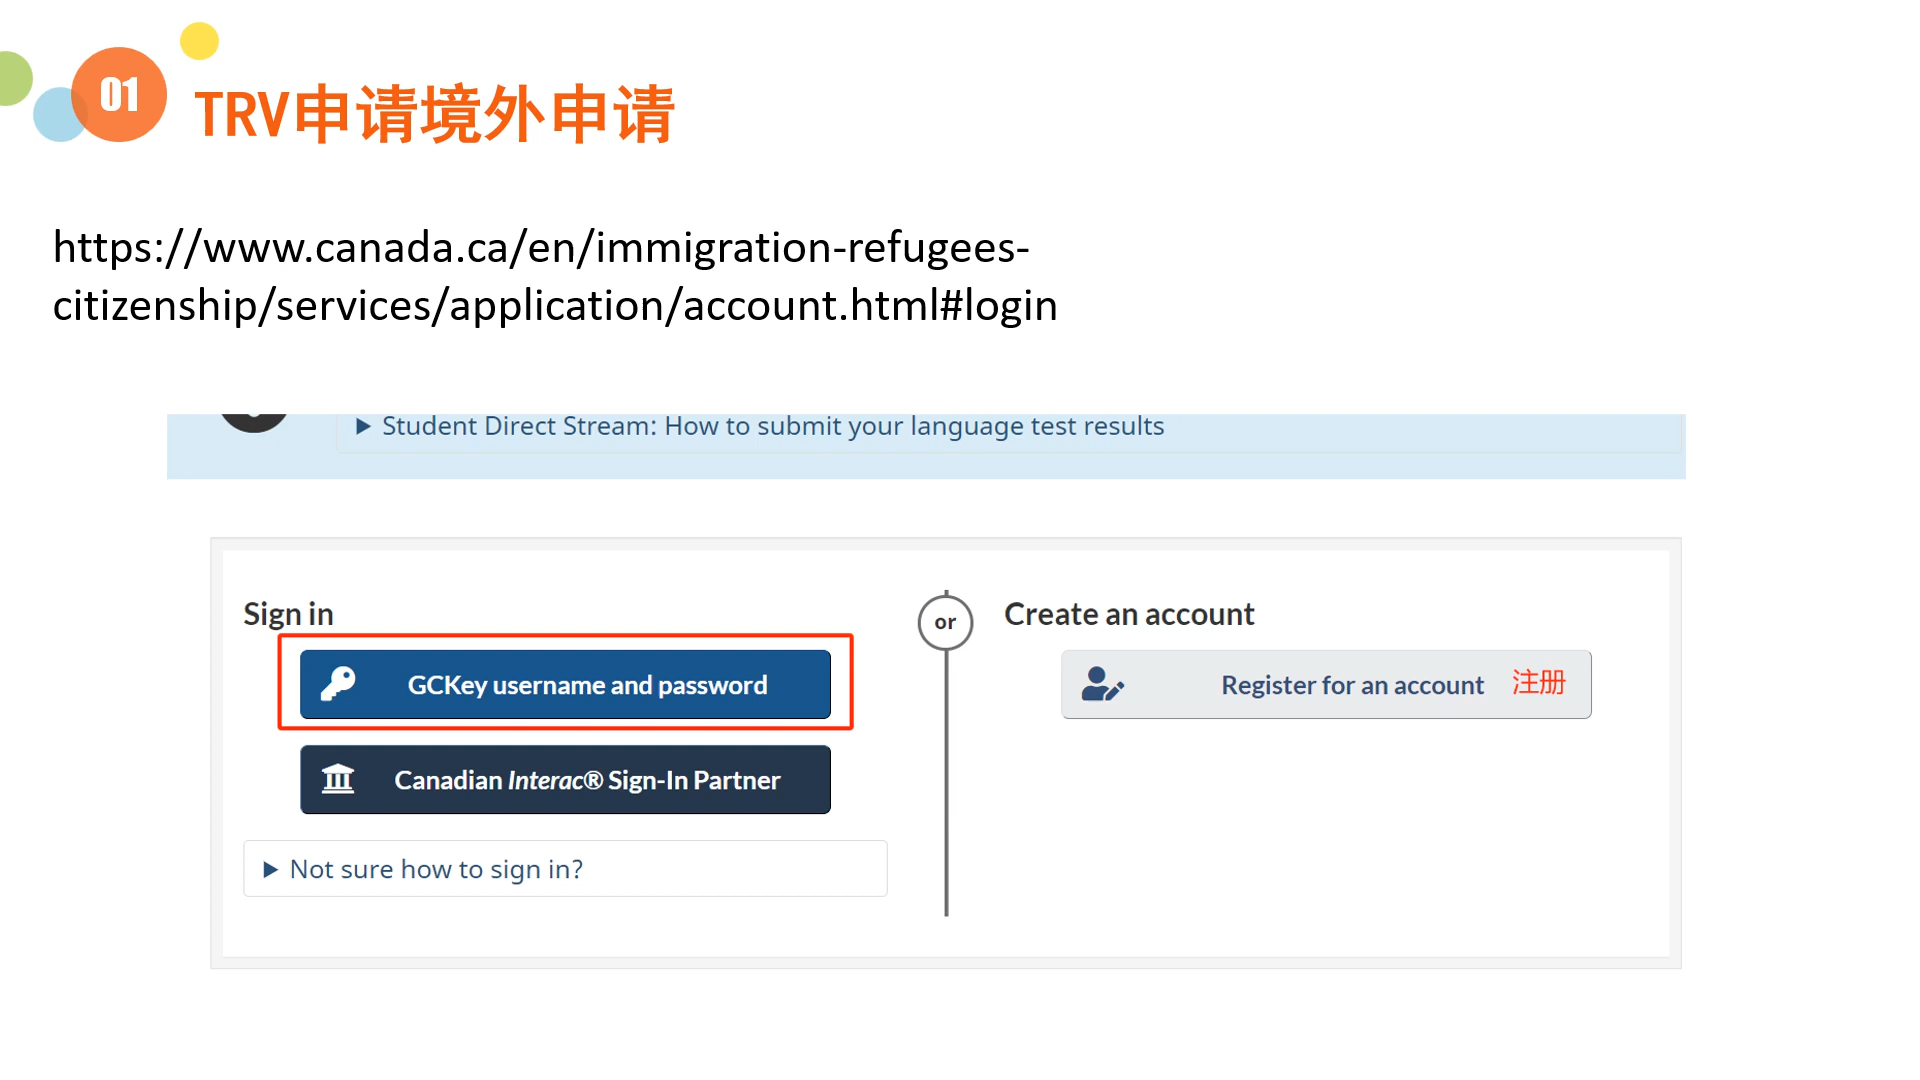 01
TRV申请境外申请
https://www.canada.ca/en/immigration-refugees-
citizenship/services/application/account.html#login
Student Direct Stream: How to submit your language test results
Sign in
or
Create an account
GCKey username and password
Register for an account 注册
Canadian Interac® Sign-In Partner
Not sure how to sign in?